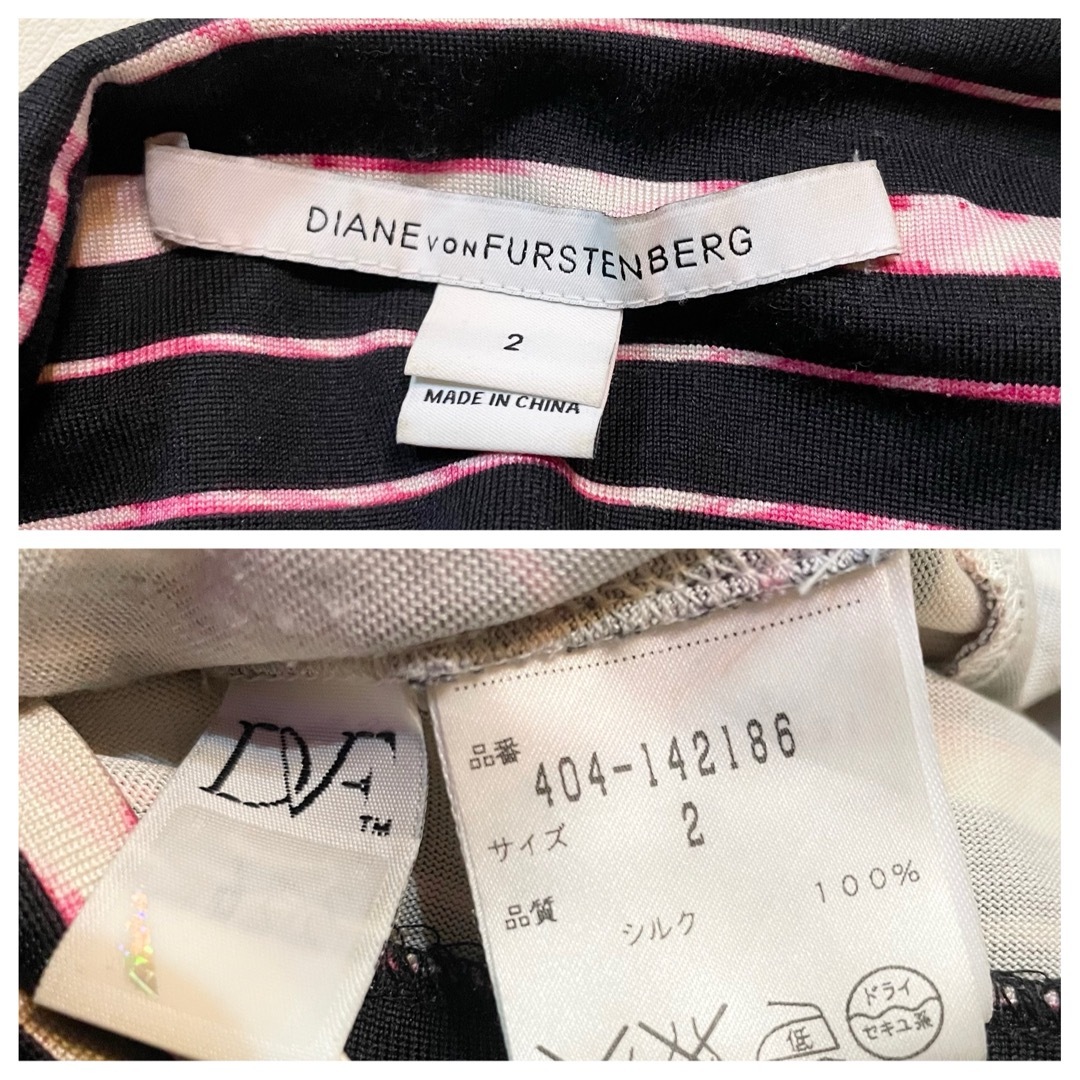 DIANE VON FURSTENBERG
2
MADE IN CHINA
DVF
TM
品番 404-142186
サイズ 2
品質 シルク 100%
低
ドライ
セキユ系